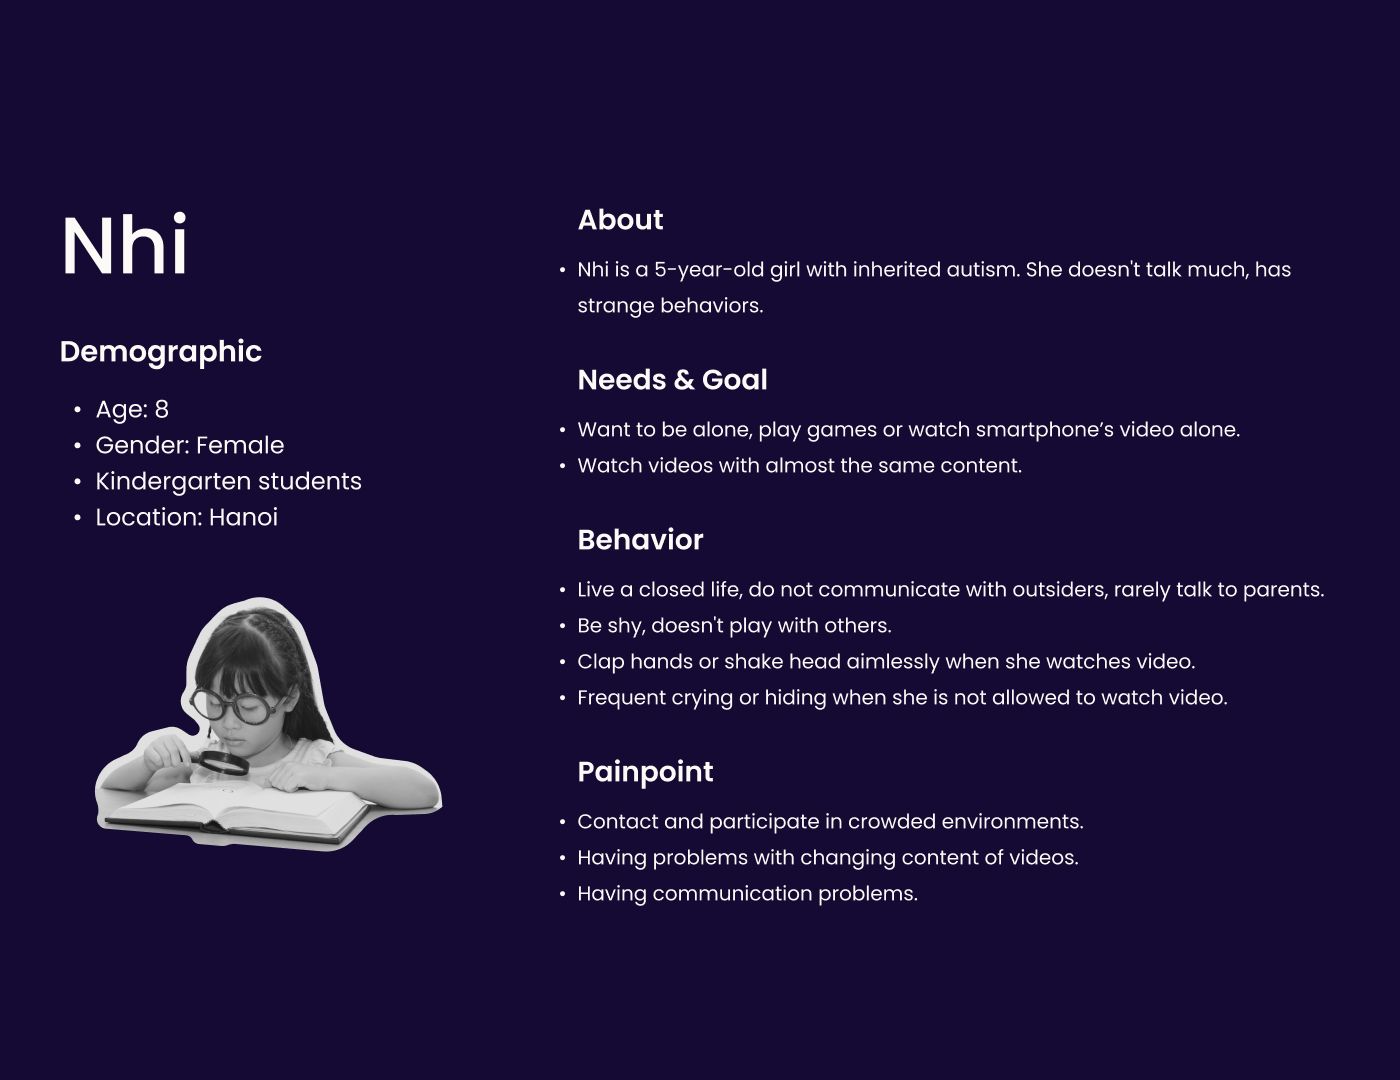 Nhi
Demographic
• Age: 8
• Gender: Female
• Kindergarten students
• Location: Hanoi
About
• Nhi is a 5-year-old girl with inherited autism. She doesn't talk much, has
strange behaviors.
Needs & Goal
• Want to be alone, play games or watch smartphone’s video alone.
• Watch videos with almost the same content.
Behavior
• Live a closed life, do not communicate with outsiders, rarely talk to parents.
• Be shy, doesn't play with others.
• Clap hands or shake head aimlessly when she watches video.
• Frequent crying or hiding when she is not allowed to watch video.
Painpoint
• Contact and participate in crowded environments.
• Having problems with changing content of videos.
• Having communication problems.